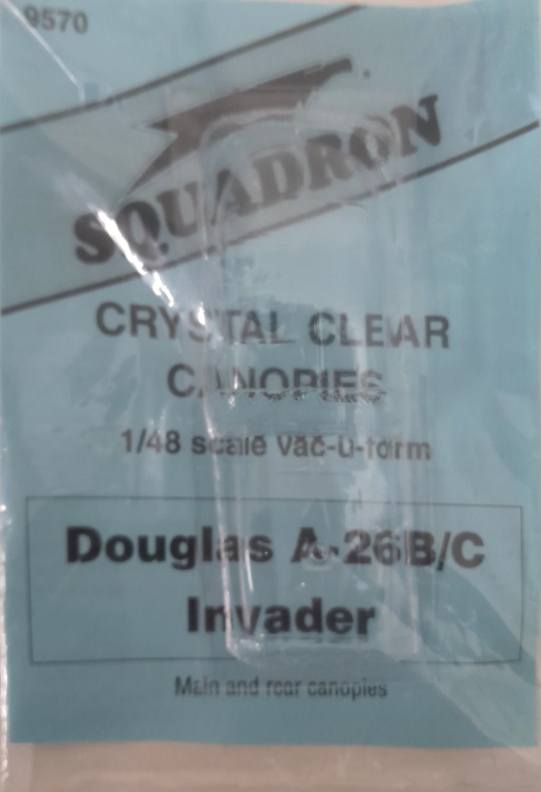 9570
SQUADRON
CRYSTAL CLEAR
CANOPIES
1/48 scale Vac-U-form
Douglas A-26B/C
Invader
Main and rear canopies